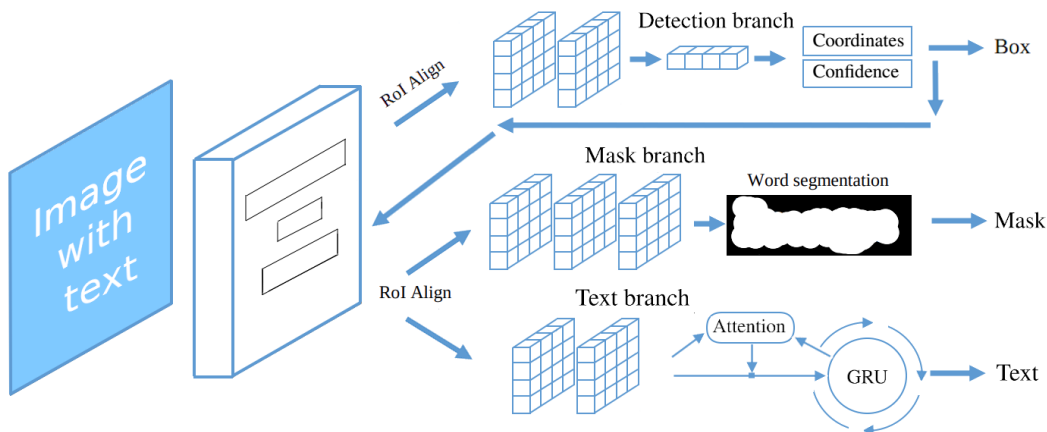 Image
with
text
RoI Align
Detection branch
Coordinates
Confidence
Box
Mask branch
Word segmentation
Mask
RoI Align
Text branch
Attention
GRU
Text